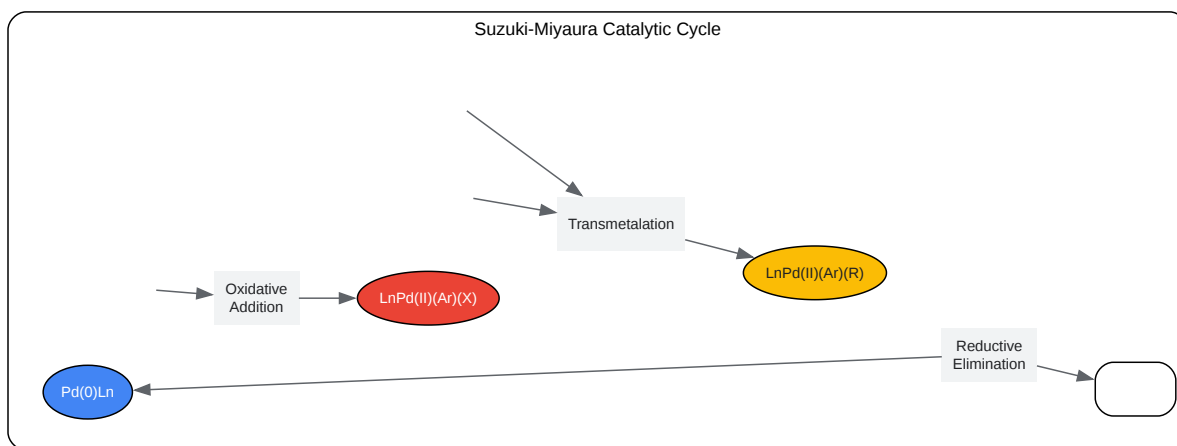 Suzuki-Miyaura Catalytic Cycle
Transmetalation
LnPd(II)(Ar)(R)
Oxidative
Addition
LnPd(II)(Ar)(X)
Reductive
Elimination
Pd(0)Ln